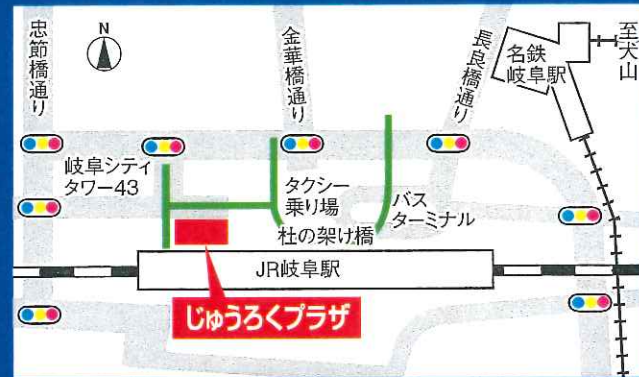 忠節橋通り
N
金華橋通り
長良橋通り
名鉄
岐阜駅
至犬山
岐阜シティ
タワー43
タクシー
乗り場
バス
ターミナル
杜の架け橋
JR岐阜駅
じゅうろくプラザ